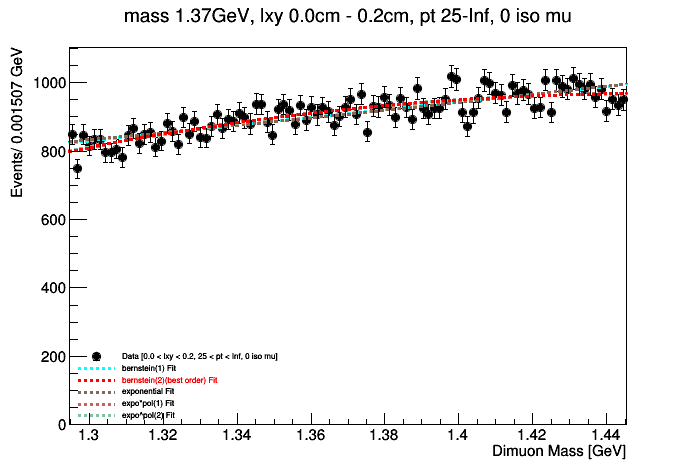 mass 1.37GeV, lxy 0.0cm - 0.2cm, pt 25-Inf, 0 iso mu
Events/ 0.001507 GeV
1000
800
600
400
200
0
Data [0.0 < lxy < 0.2, 25 < pt < Inf, 0 iso mu]
bernstein(1) Fit
bernstein(2)(best order) Fit
exponential Fit
expo*pol(1) Fit
expo*pol(2) Fit
1.3 1.32 1.34 1.36 1.38 1.4 1.42 1.44
Dimuon Mass [GeV]